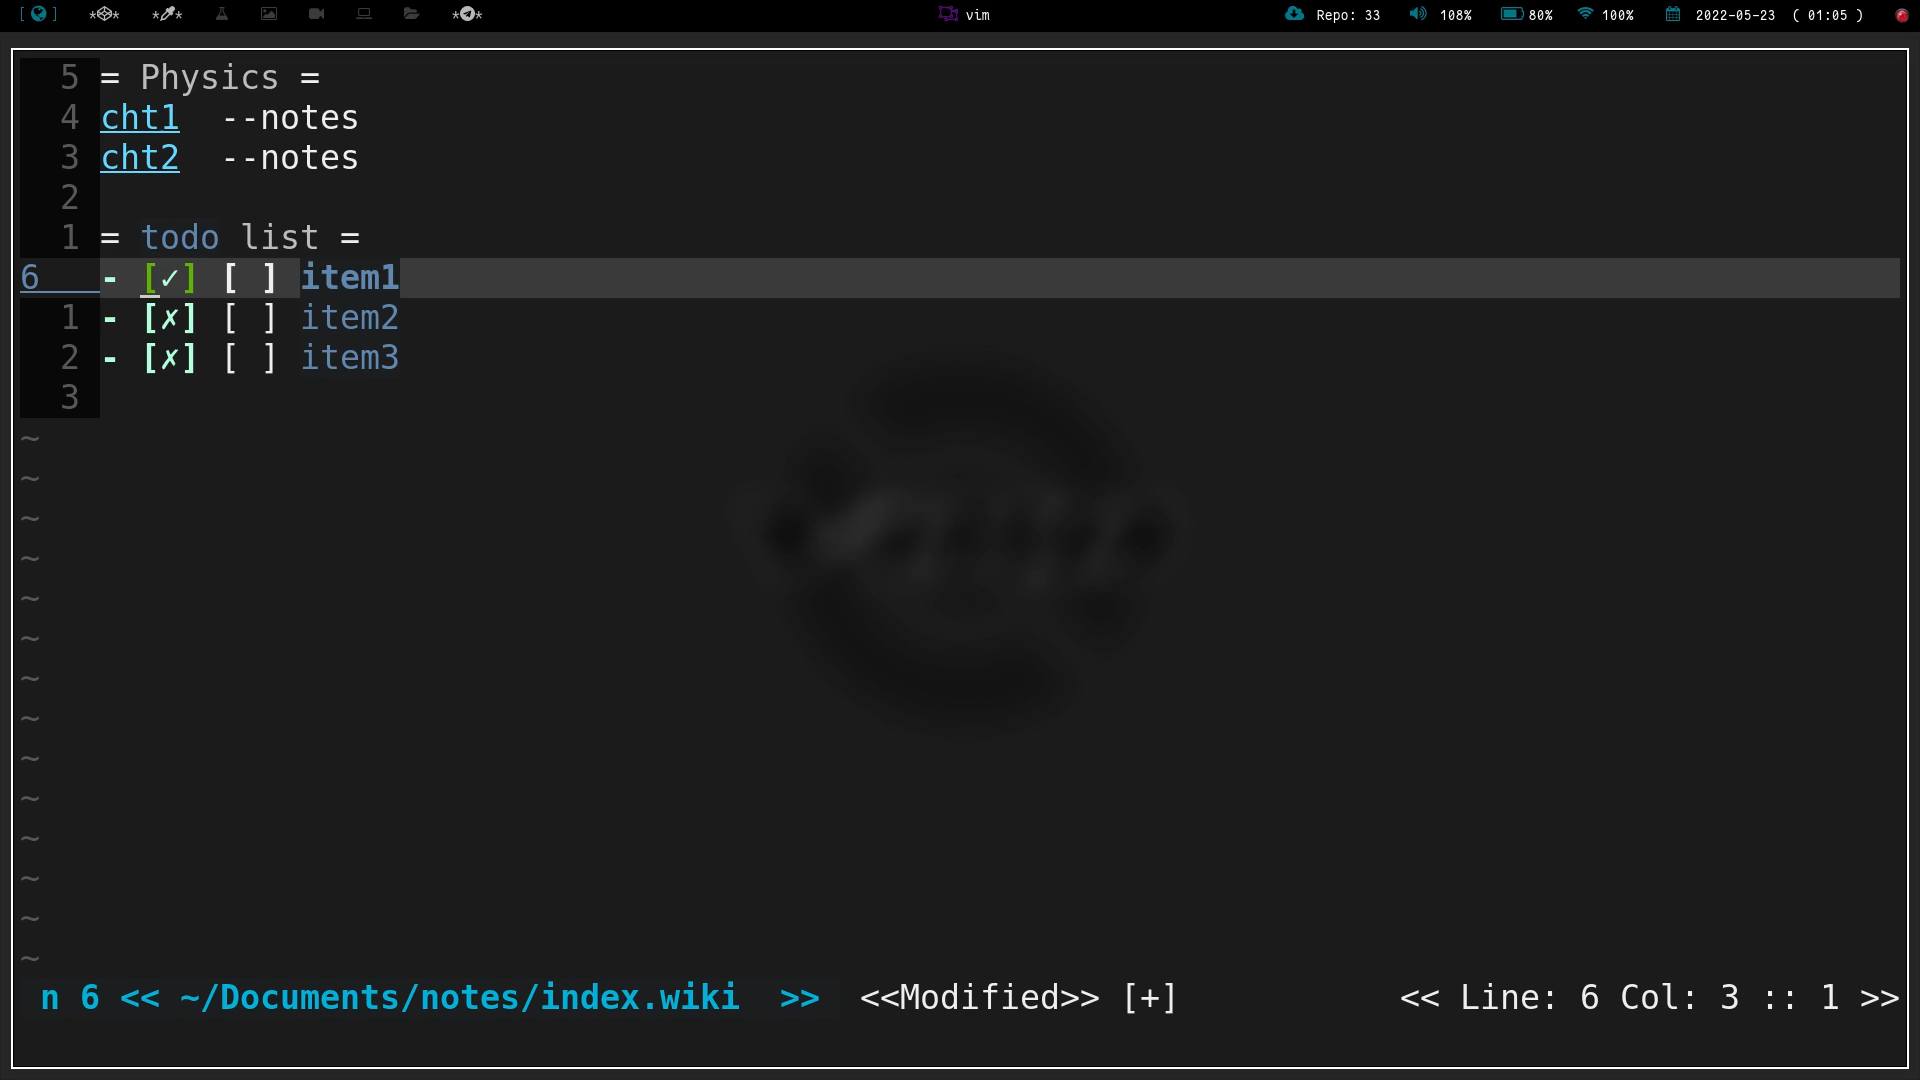 [ ] ** ** ** vim Repo: 33 108% 80% 100% 2022-05-23 ( 01:05 )
5 = Physics =
4 cht1 --notes
3 cht2 --notes
2
1 = todo list =
6 - [✓] [ ] item1
1 - [✗] [ ] item2
2 - [✗] [ ] item3
3
~
~
~
~
~
~
~
~
~
~
~
~
~
~
n 6 << ~/Documents/notes/index.wiki >> <<Modified>> [+] << Line: 6 Col: 3 :: 1 >>